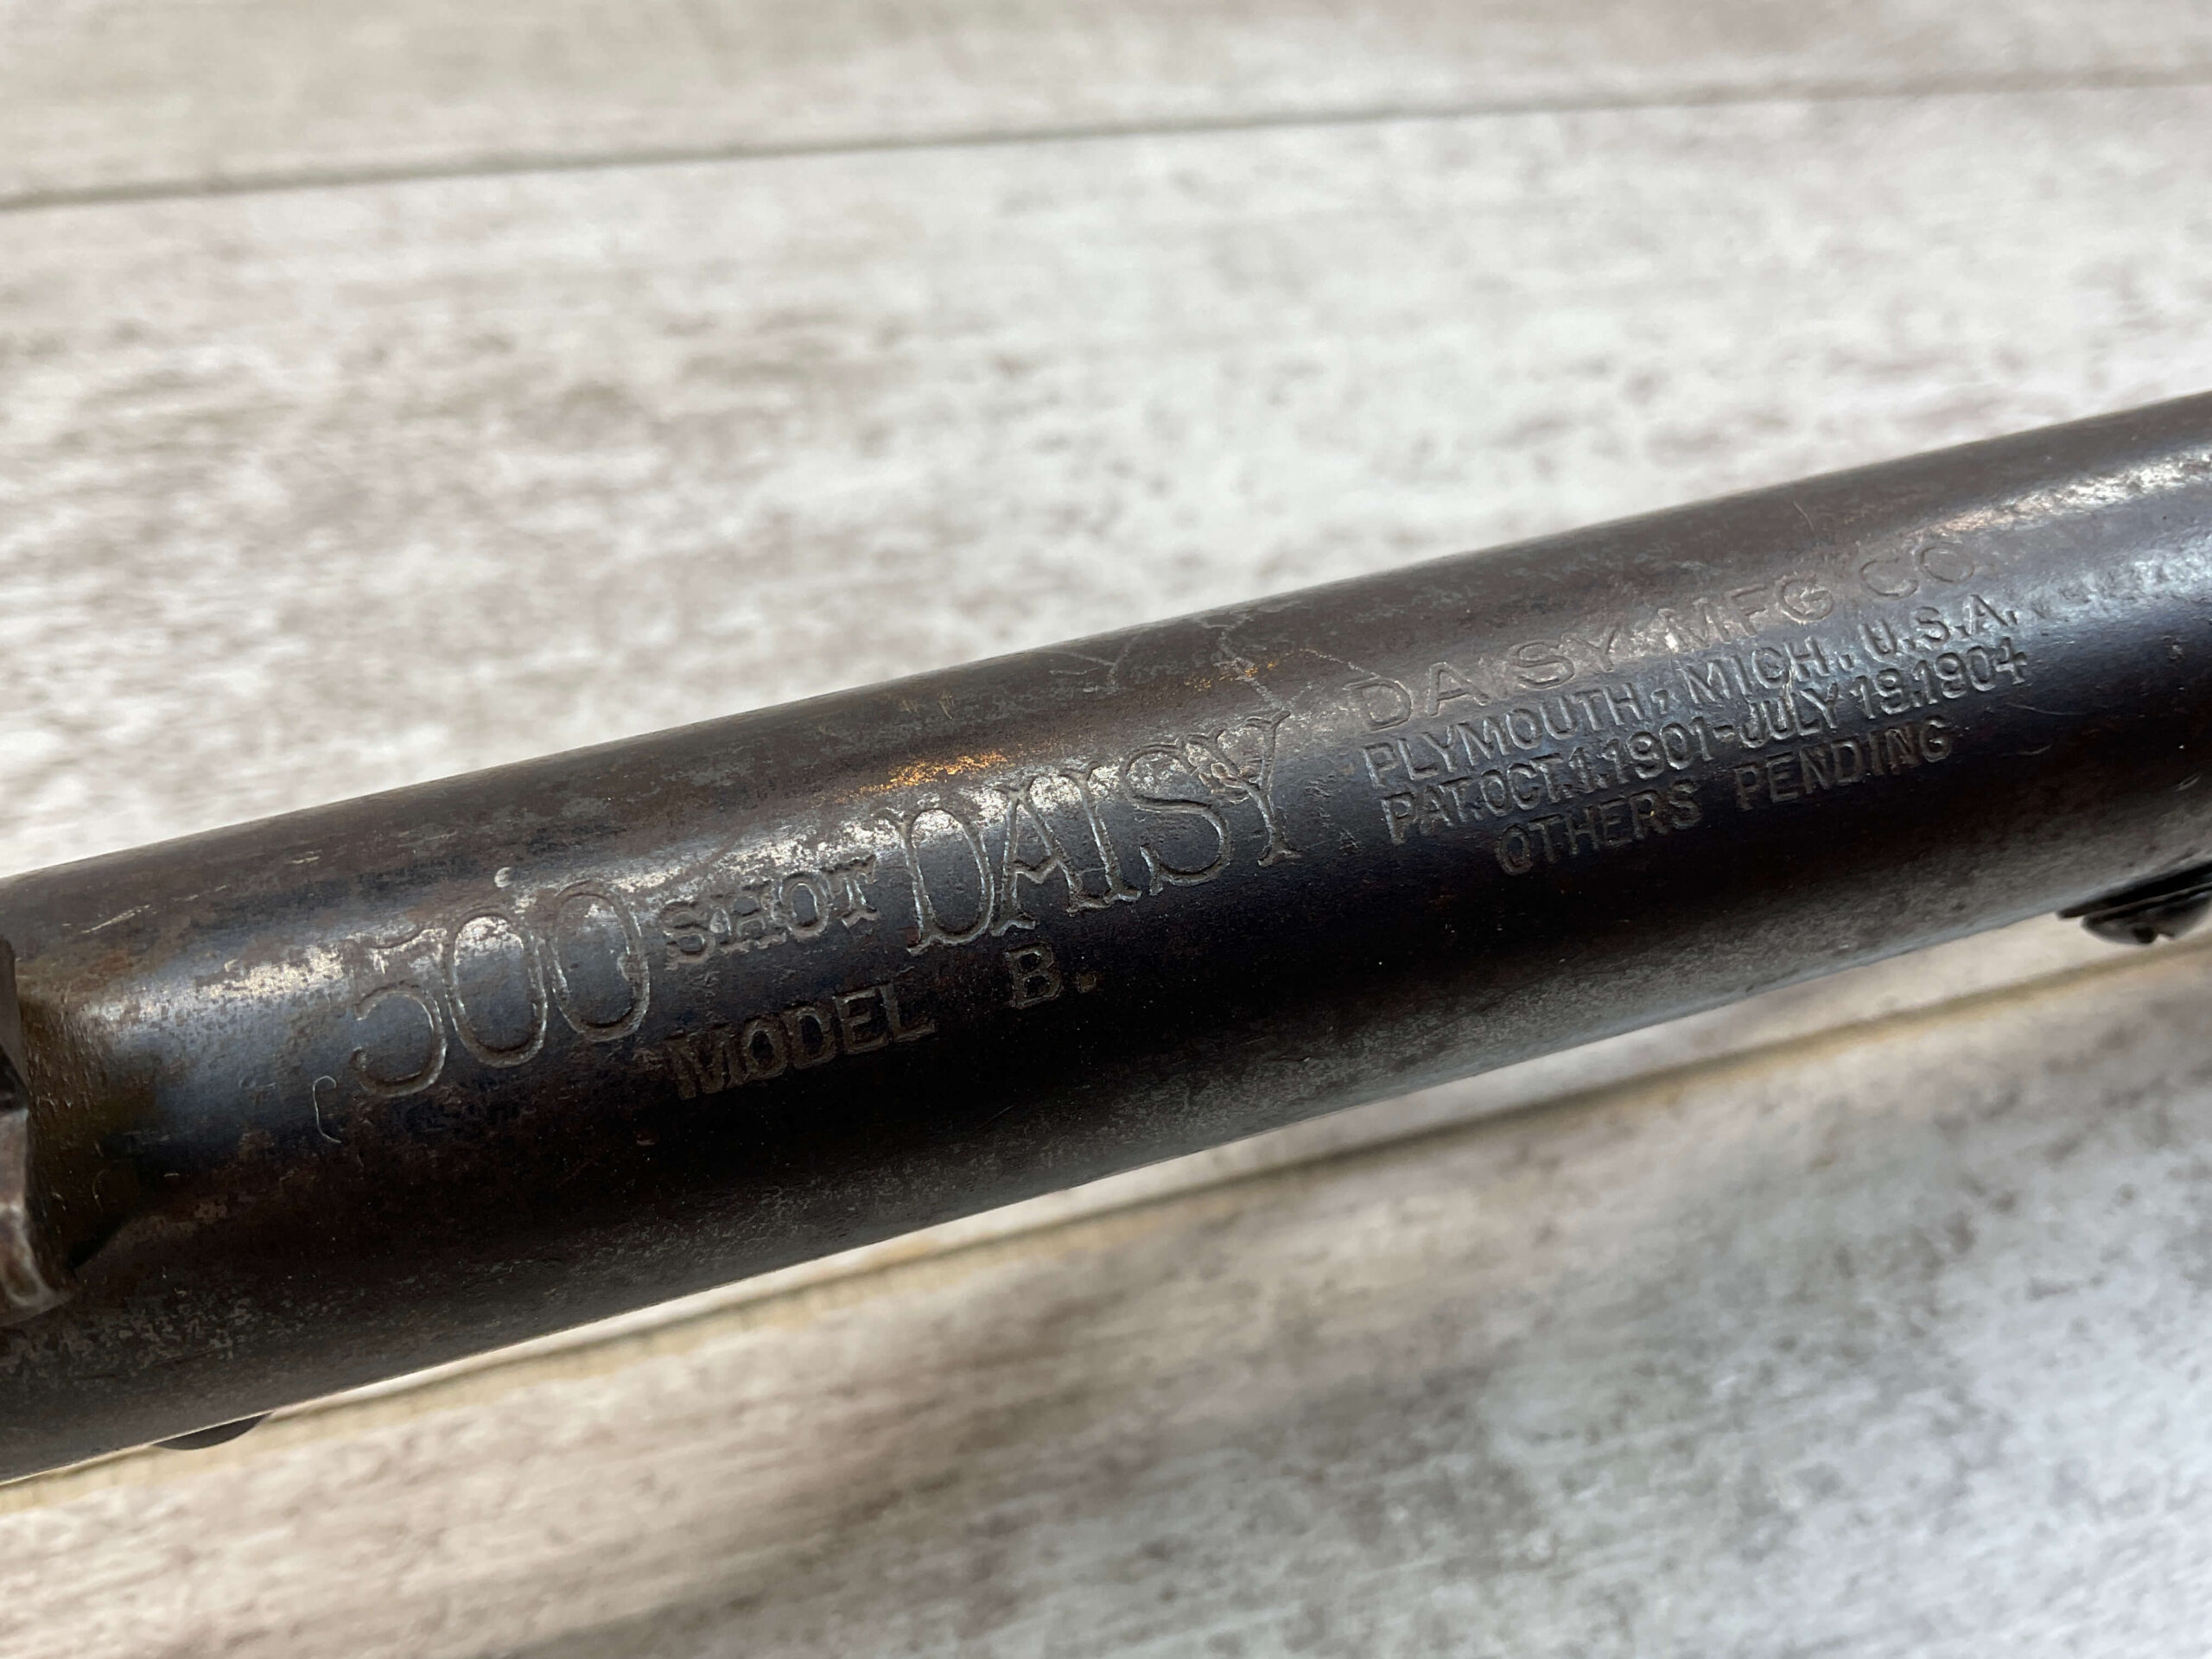 500 SHOT DAISY
MODEL B.
DAISY MFG CO.
PLYMOUTH, MICH. U.S.A.
PAT. OCT. 1. 1901-JULY 19. 1904
OTHERS PENDING